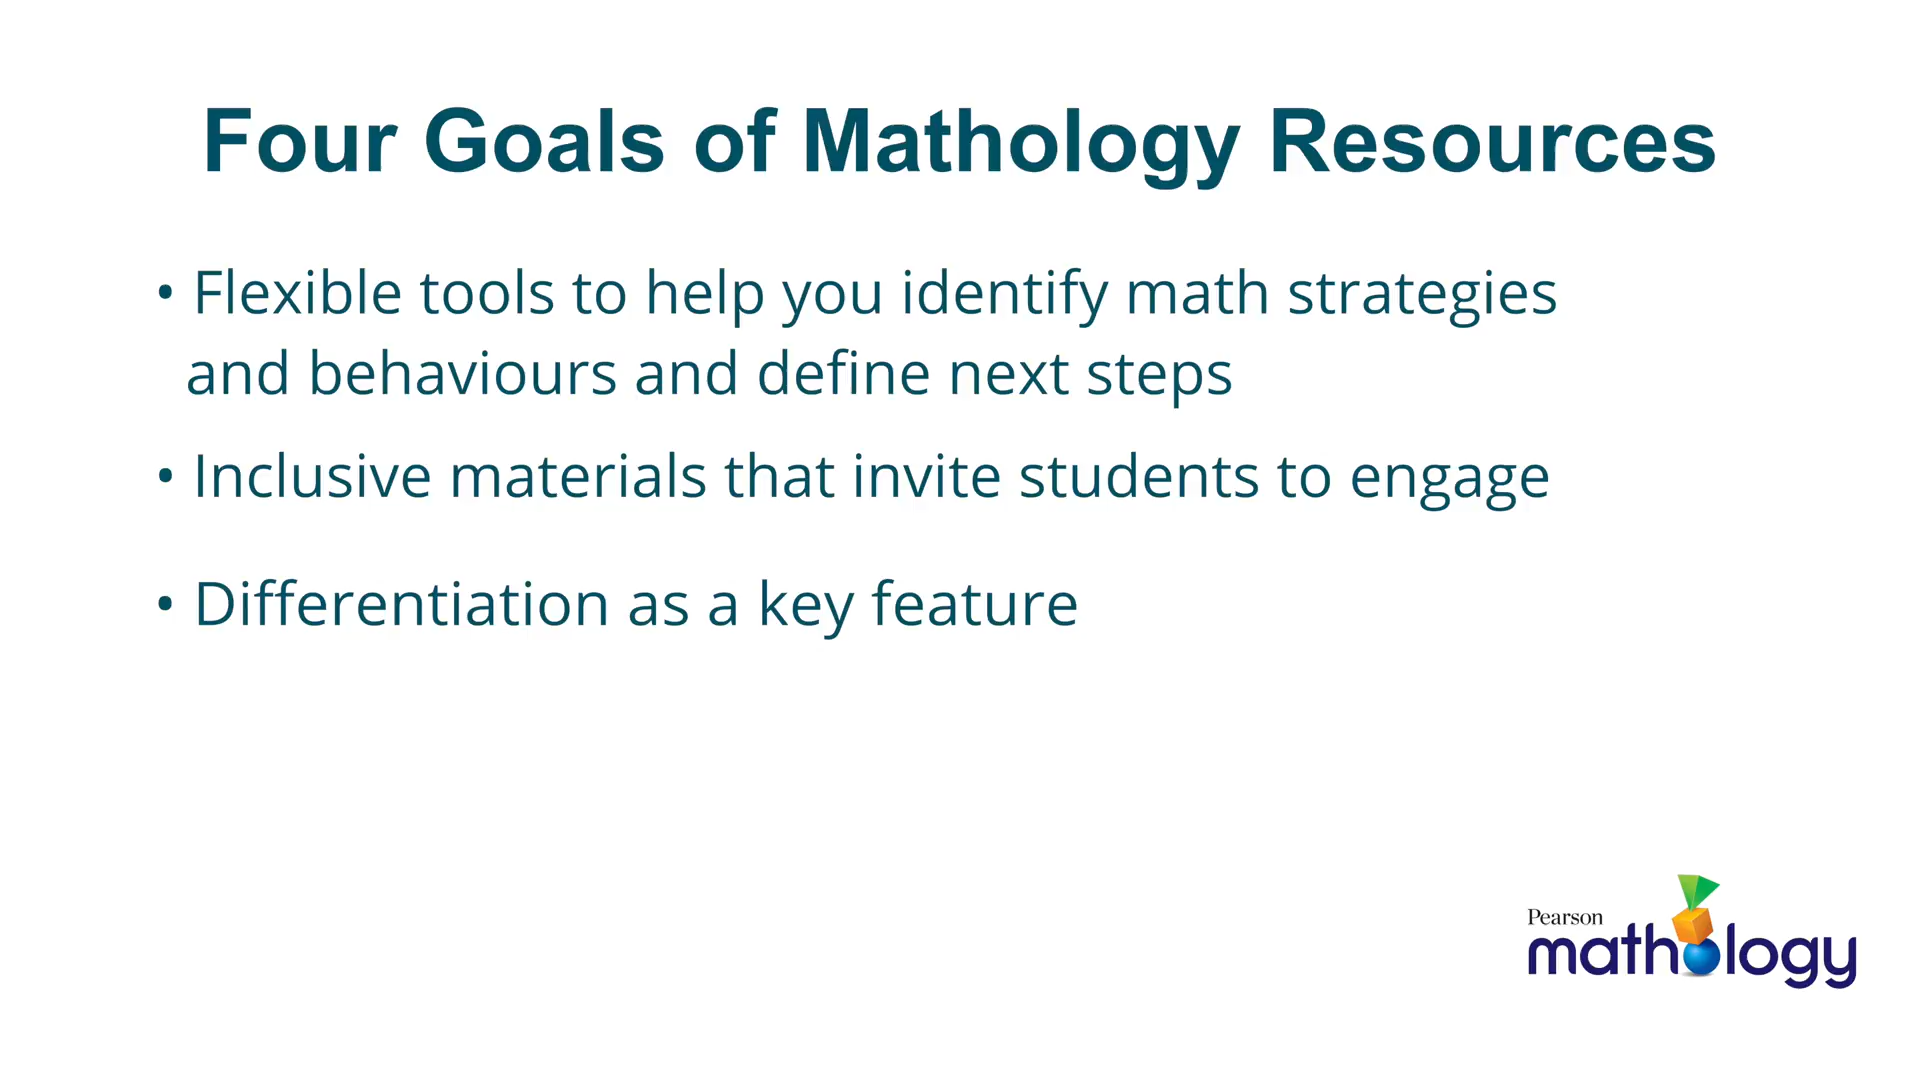 Four Goals of Mathology Resources
• Flexible tools to help you identify math strategies
and behaviours and define next steps
• Inclusive materials that invite students to engage
• Differentiation as a key feature
Pearson
mathology